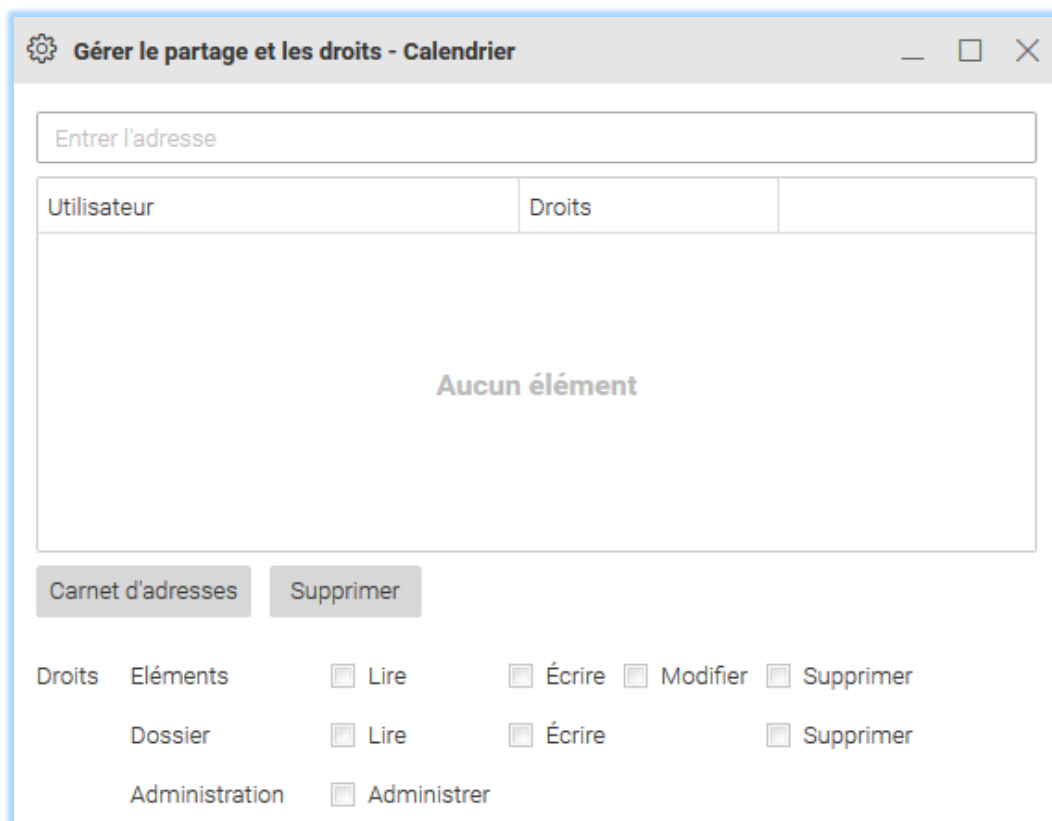 Gérer le partage et les droits - Calendrier
Entrer l'adresse
Utilisateur Droits
Aucun élément
Carnet d'adresses Supprimer
Droits Eléments Lire Écrire Modifier Supprimer
Dossier Lire Écrire Supprimer
Administration Administrer